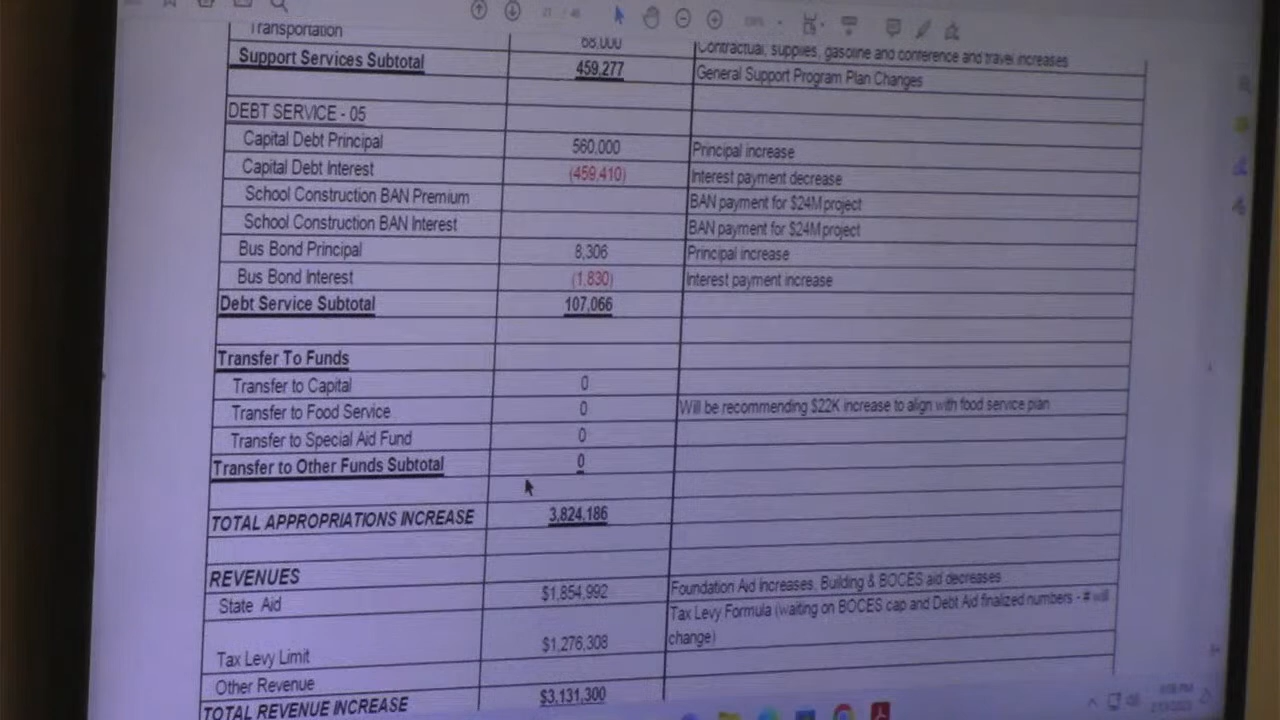 Transportation 68,000 Contractual, supplies, gasoline and conference and travel increases
Support Services Subtotal 459,277 General Support Program Plan Changes
DEBT SERVICE - 05
Capital Debt Principal 560,000 Principal increase
Capital Debt Interest (459,410) Interest payment decrease
School Construction BAN Premium BAN payment for $24M project
School Construction BAN Interest BAN payment for $24M project
Bus Bond Principal 8,306 Principal increase
Bus Bond Interest (1,830) Interest payment increase
Debt Service Subtotal 107,066
Transfer To Funds
Transfer to Capital 0
Transfer to Food Service 0 Will be recommending $22K increase to align with food service plan
Transfer to Special Aid Fund 0
Transfer to Other Funds Subtotal 0
TOTAL APPROPRIATIONS INCREASE 3,824,186
REVENUES
State Aid $1,854,992 Foundation Aid Increases, Building & BOCES aid decreases
Tax Levy Formula (waiting on BOCES cap and Debt Aid finalized numbers - # will
Tax Levy Limit $1,276,308 change)
Other Revenue
TOTAL REVENUE INCREASE $3,131,300